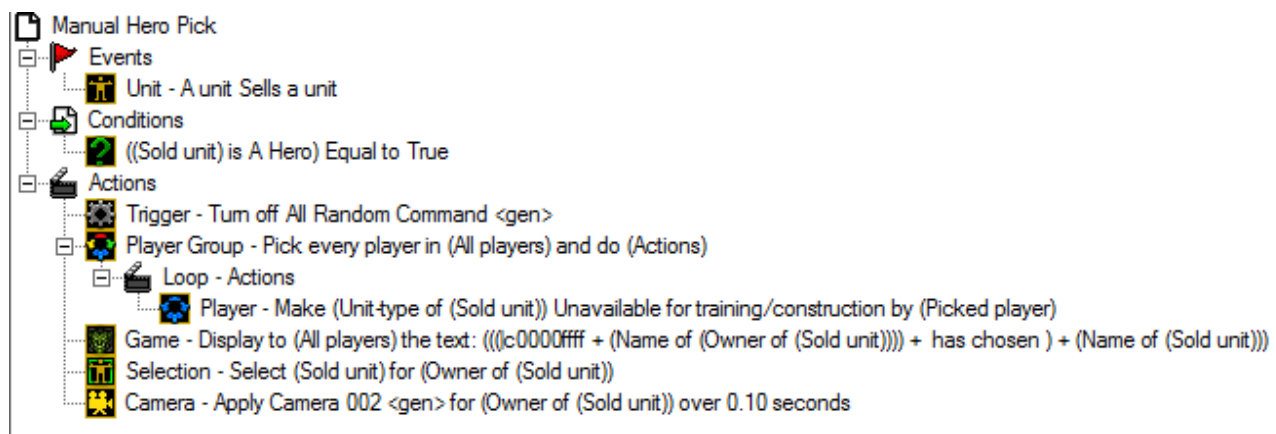 Manual Hero Pick
Events
Unit - A unit Sells a unit
Conditions
((Sold unit) is A Hero) Equal to True
Actions
Trigger - Turn off All Random Command <gen>
Player Group - Pick every player in (All players) and do (Actions)
Loop - Actions
Player - Make (Unit-type of (Sold unit)) Unavailable for training/construction by (Picked player)
Game - Display to (All players) the text: (((|c0000ffff + (Name of (Owner of (Sold unit)))) + has chosen ) + (Name of (Sold unit)))
Selection - Select (Sold unit) for (Owner of (Sold unit))
Camera - Apply Camera 002 <gen> for (Owner of (Sold unit)) over 0.10 seconds